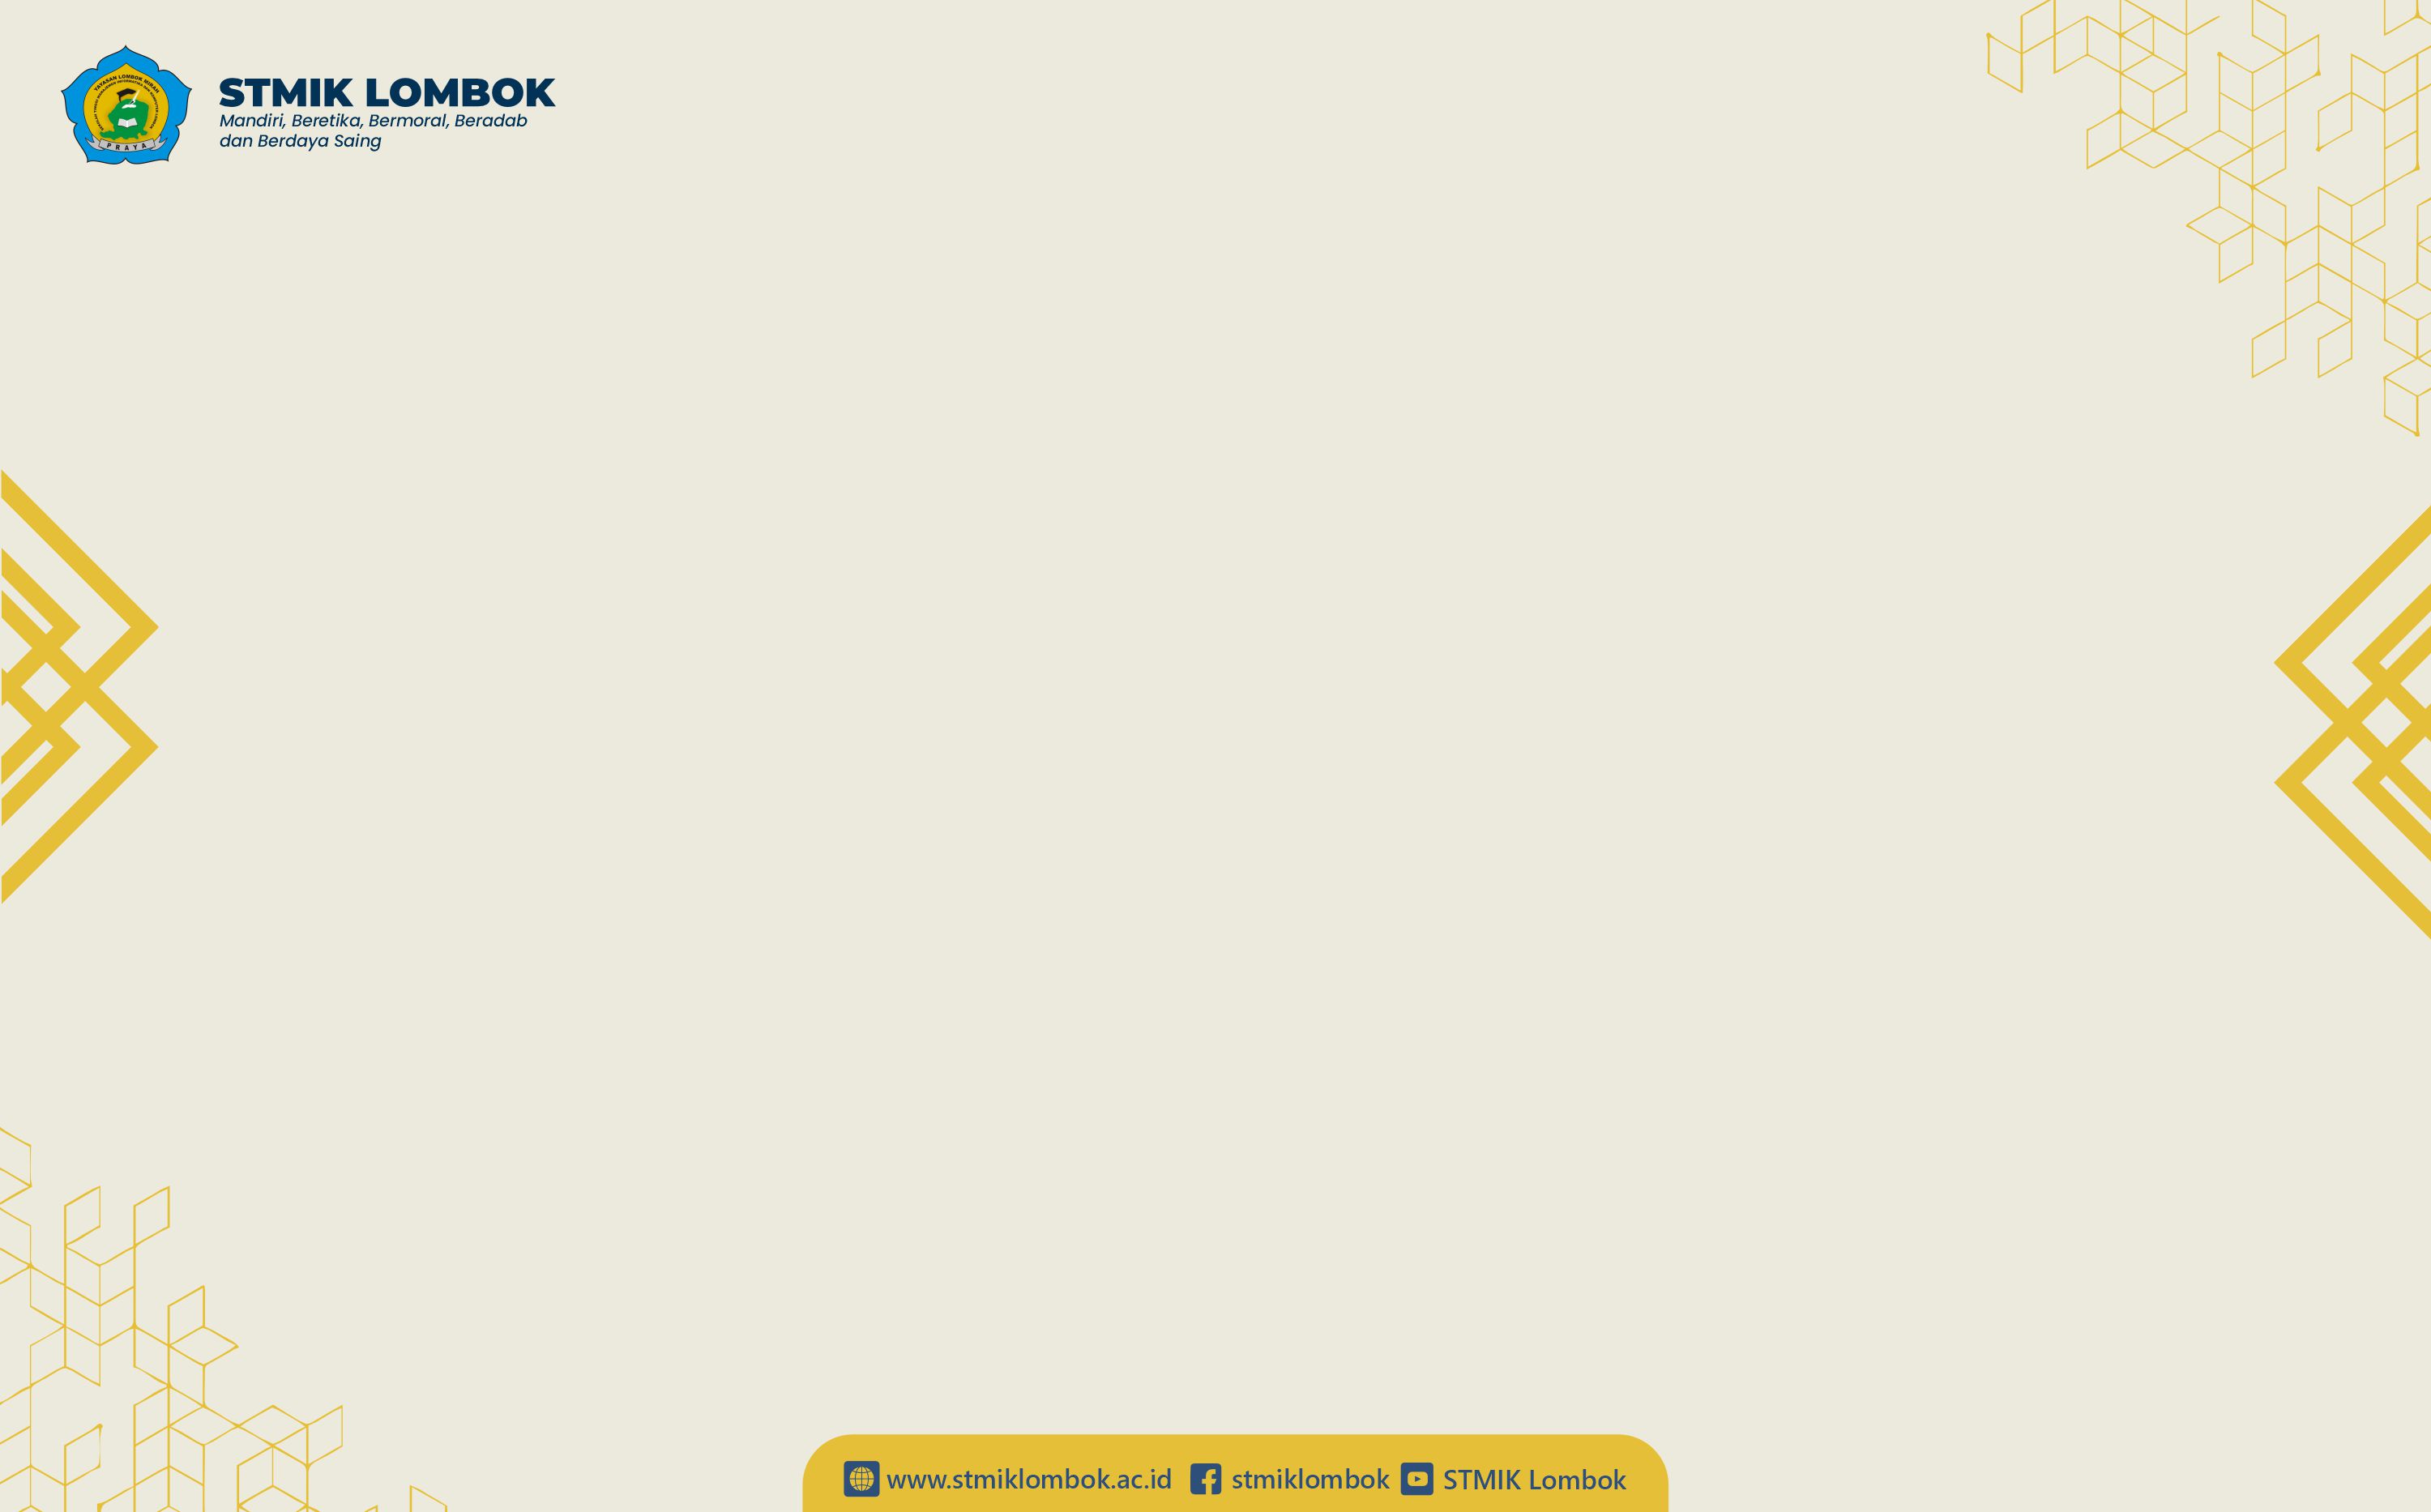 YAYASAN LOMBOK MIRAH
PRAYA
STMIK LOMBOK
Mandiri, Beretika, Bermoral, Beradab
dan Berdaya Saing
www.stmiklombok.ac.id stmiklombok STMIK Lombok